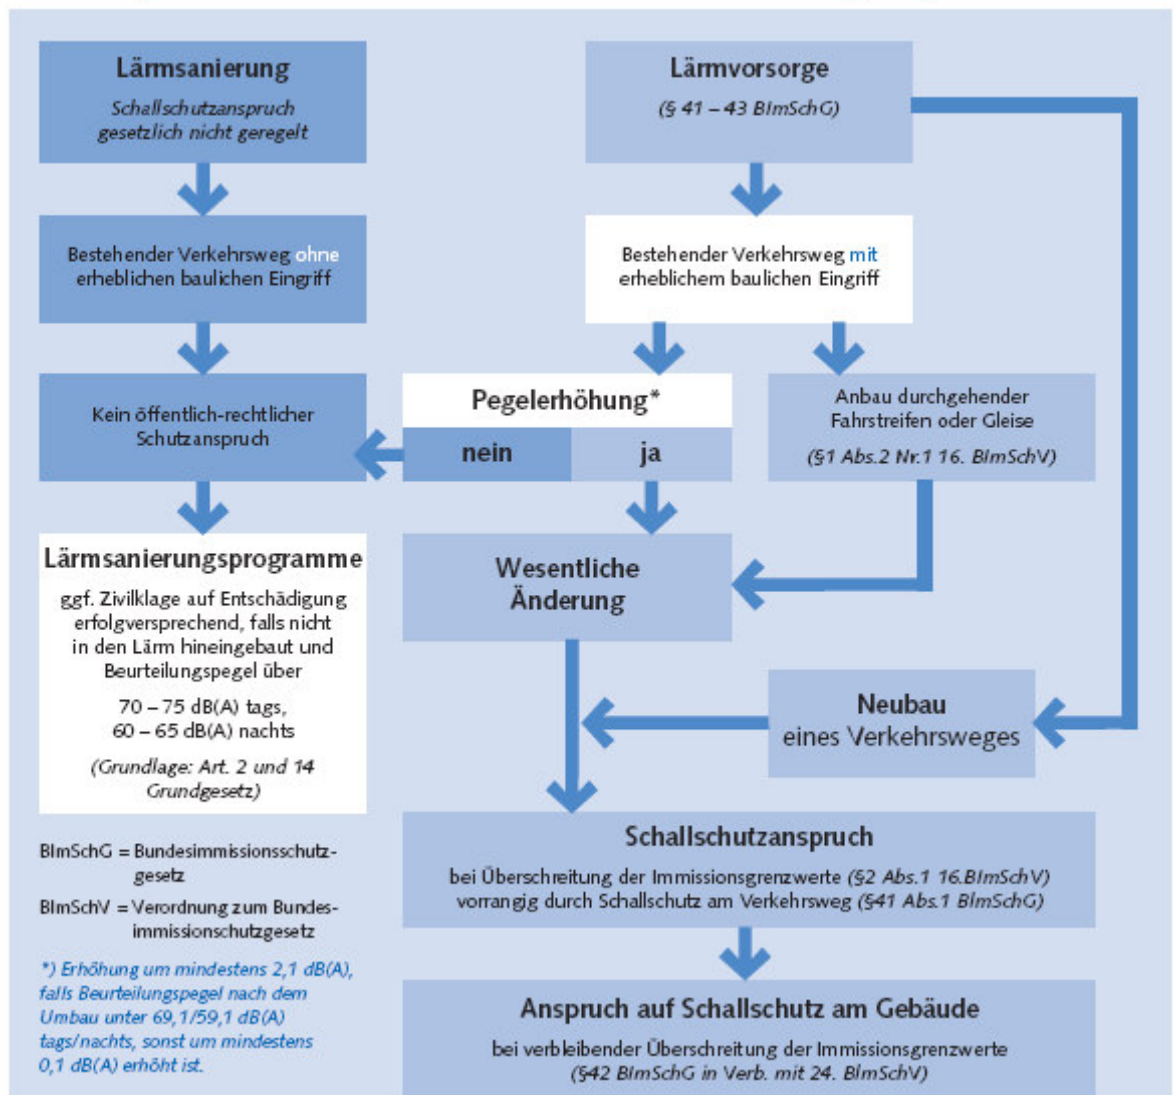 Lärmsanierung
Schallschutzanspruch
gesetzlich nicht geregelt
Bestehender Verkehrsweg ohne
erheblichen baulichen Eingriff
Kein öffentlich-rechtlicher
Schutzanspruch
Lärmsanierungsprogramme
ggf. Zivilklage auf Entschädigung
erfolgversprechend, falls nicht
in den Lärm hineingebaut und
Beurteilungspegel über
70 – 75 dB(A) tags,
60 – 65 dB(A) nachts
(Grundlage: Art. 2 und 14
Grundgesetz)
BImSchG = Bundesimmissionsschutz-
gesetz
BImSchV = Verordnung zum Bundes-
immissionschutzgesetz
*) Erhöhung um mindestens 2,1 dB(A),
falls Beurteilungspegel nach dem
Umbau unter 69,1/59,1 dB(A)
tags/nachts, sonst um mindestens
0,1 dB(A) erhöht ist.
Lärmvorsorge
(§ 41 – 43 BImSchG)
Bestehender Verkehrsweg mit
erheblichem baulichen Eingriff
Pegelerhöhung*
nein ja
Anbau durchgehender
Fahrstreifen oder Gleise
(§1 Abs.2 Nr.1 16. BImSchV)
Wesentliche
Änderung
Neubau
eines Verkehrsweges
Schallschutzanspruch
bei Überschreitung der Immissionsgrenzwerte (§2 Abs.1 16.BImSchV)
vorrangig durch Schallschutz am Verkehrsweg (§41 Abs.1 BImSchG)
Anspruch auf Schallschutz am Gebäude
bei verbleibender Überschreitung der Immissionsgrenzwerte
(§42 BImSchG in Verb. mit 24. BImSchV)